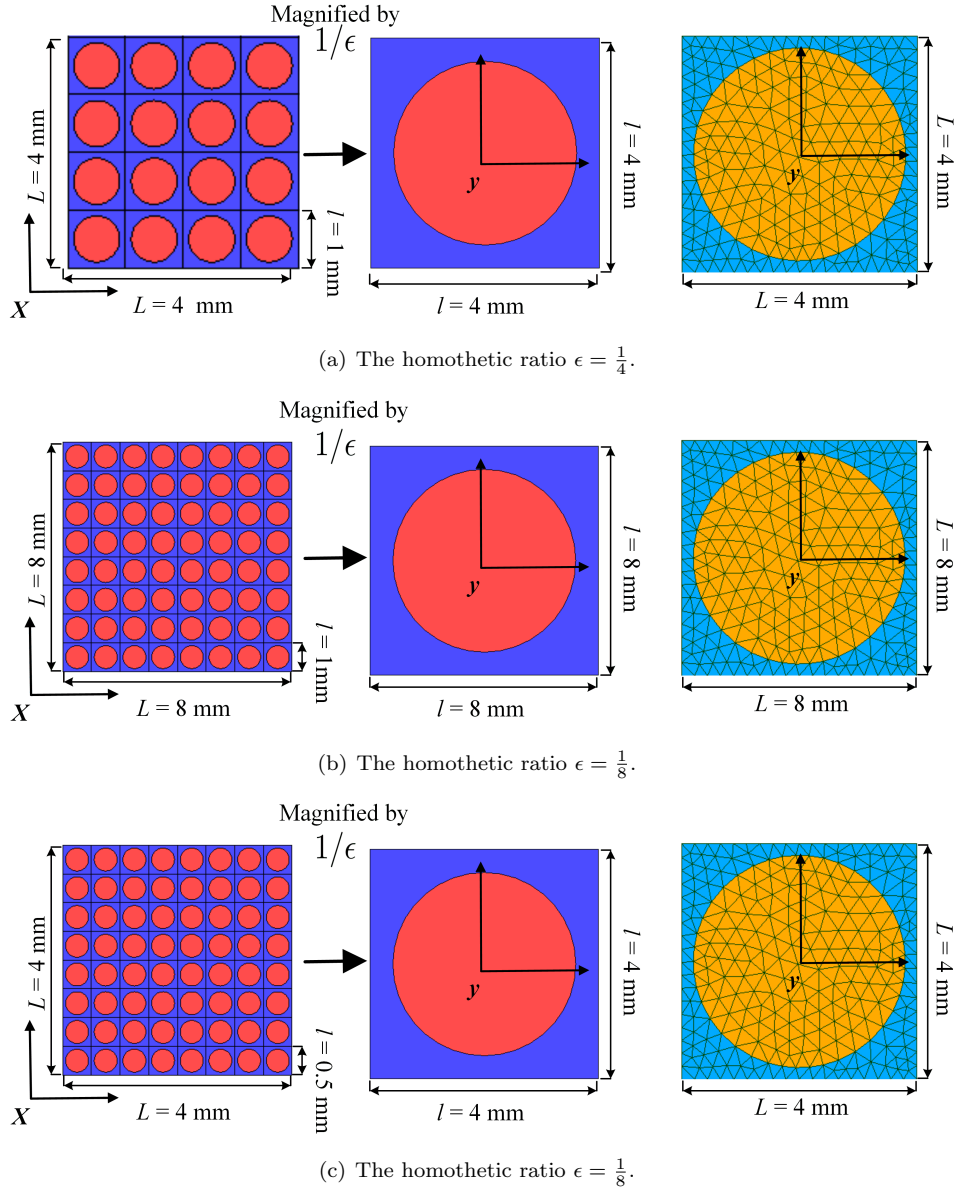 Magnified by
1/ϵ
L = 4 mm
l = 1 mm
X
L = 4 mm
y
l = 4 mm
l = 4 mm
y
L = 4 mm
L = 4 mm
(a) The homothetic ratio ϵ = 1/4.
Magnified by
1/ϵ
L = 8 mm
l = 1mm
X
L = 8 mm
y
l = 8 mm
l = 8 mm
y
L = 8 mm
L = 8 mm
(b) The homothetic ratio ϵ = 1/8.
Magnified by
1/ϵ
L = 4 mm
l = 0.5 mm
X
L = 4 mm
y
l = 4 mm
l = 4 mm
y
L = 4 mm
L = 4 mm
(c) The homothetic ratio ϵ = 1/8.